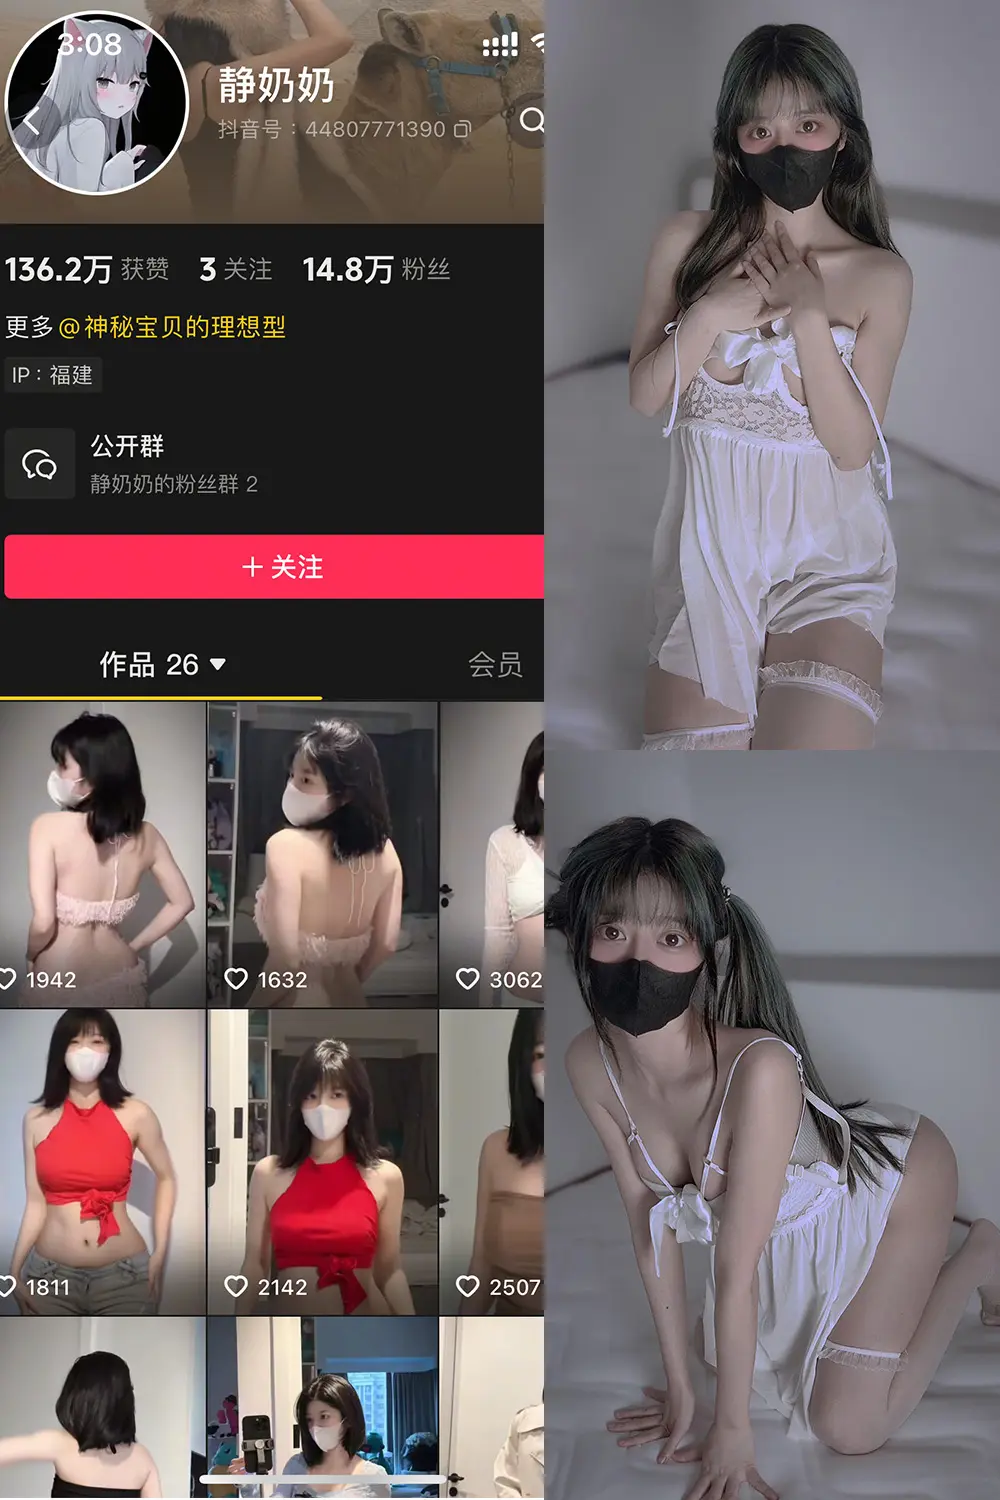 3:08
静奶奶
抖音号：44807771390
136.2万 获赞 3 关注 14.8万 粉丝
更多@神秘宝贝的理想型
IP：福建
公开群
静奶奶的粉丝群 2
+ 关注
作品 26 会员
1942 1632 3062
1811 2142 2507